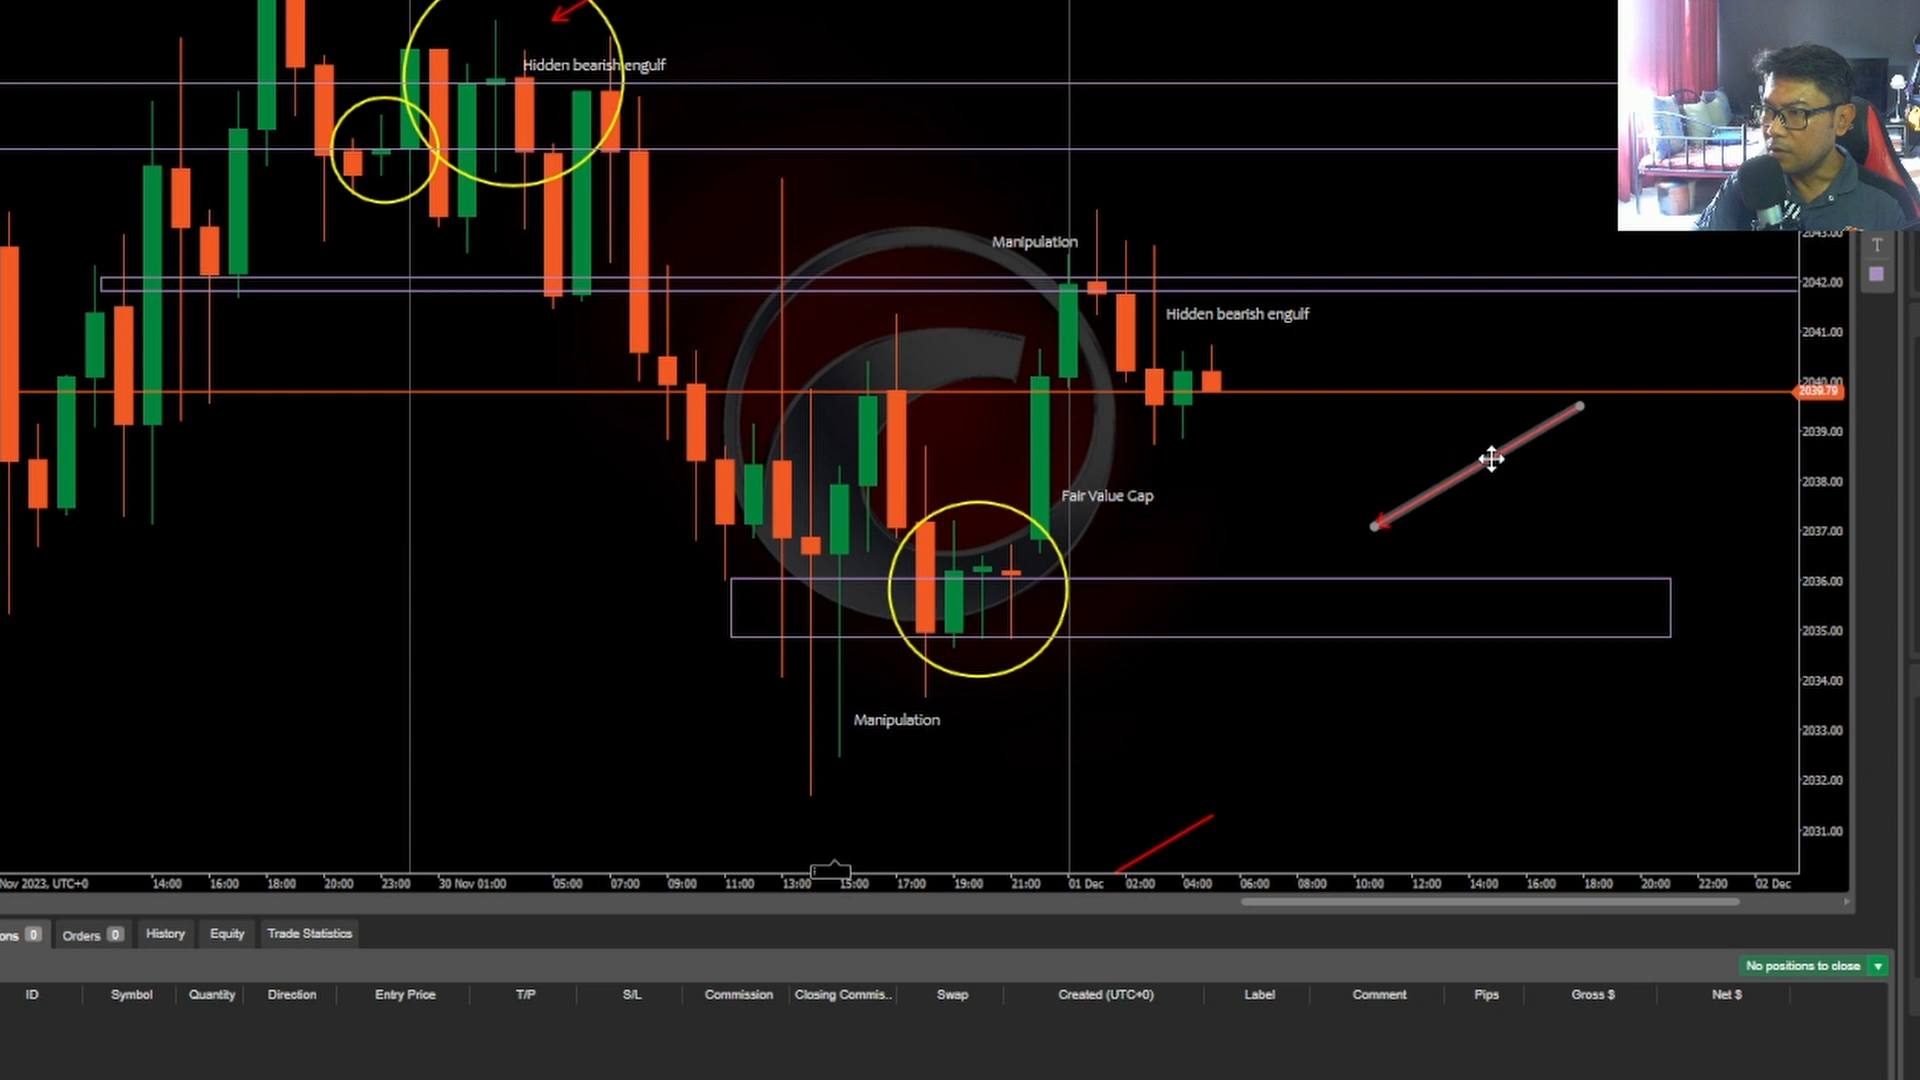 Hidden bearish engulf
Manipulation
Hidden bearish engulf
Fair Value Gap
Manipulation
T
2043.00
2042.00
2041.00
2040.00
2039.79
2039.00
2038.00
2037.00
2036.00
2035.00
2034.00
2033.00
2032.00
2031.00
Nov 2023, UTC+0 14:00 16:00 18:00 20:00 23:00 30 Nov 01:00 05:00 07:00 09:00 11:00 13:00 15:00 17:00 19:00 21:00 01 Dec 02:00 04:00 06:00 08:00 10:00 12:00 14:00 16:00 18:00 20:00 22:00 02 Dec
ons 0 Orders 0 History Equity Trade Statistics
No positions to close
ID Symbol Quantity Direction Entry Price T/P S/L Commission Closing Commis.. Swap Created (UTC+0) Label Comment Pips Gross $ Net $